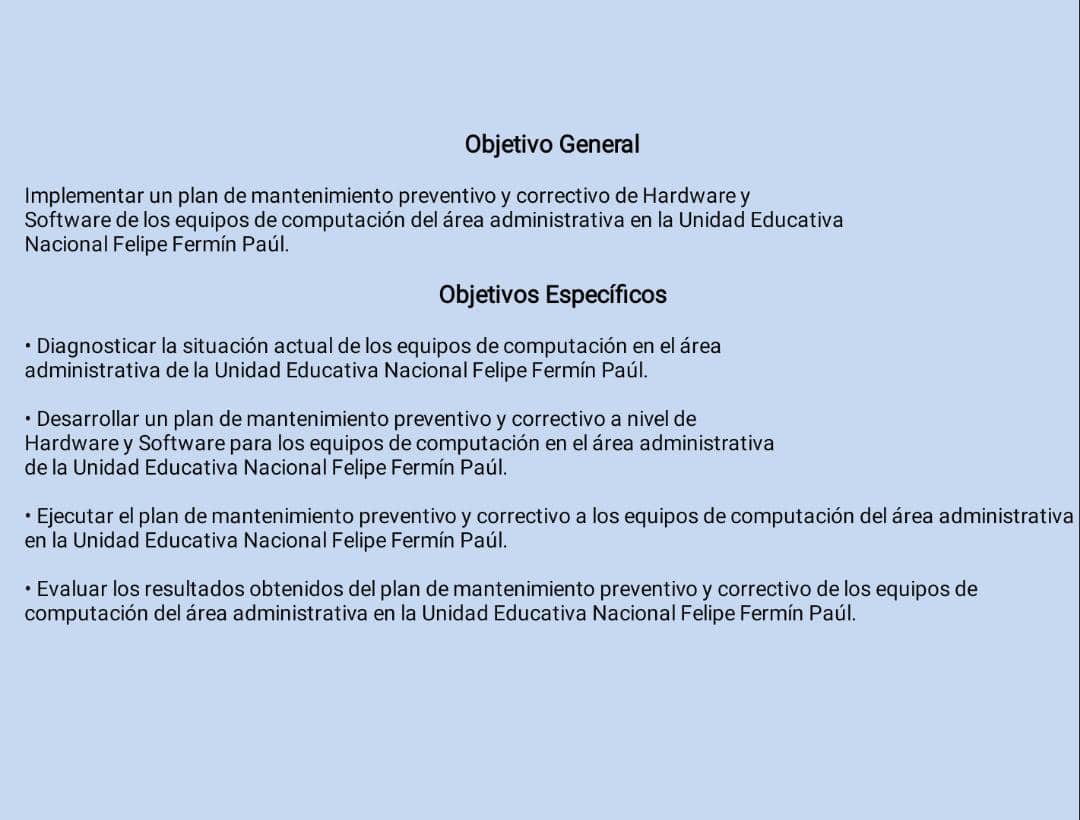 Objetivo General
Implementar un plan de mantenimiento preventivo y correctivo de Hardware y
Software de los equipos de computación del área administrativa en la Unidad Educativa
Nacional Felipe Fermín Paúl.
Objetivos Específicos
• Diagnosticar la situación actual de los equipos de computación en el área
administrativa de la Unidad Educativa Nacional Felipe Fermín Paúl.
• Desarrollar un plan de mantenimiento preventivo y correctivo a nivel de
Hardware y Software para los equipos de computación en el área administrativa
de la Unidad Educativa Nacional Felipe Fermín Paúl.
• Ejecutar el plan de mantenimiento preventivo y correctivo a los equipos de computación del área administrativa
en la Unidad Educativa Nacional Felipe Fermín Paúl.
• Evaluar los resultados obtenidos del plan de mantenimiento preventivo y correctivo de los equipos de
computación del área administrativa en la Unidad Educativa Nacional Felipe Fermín Paúl.